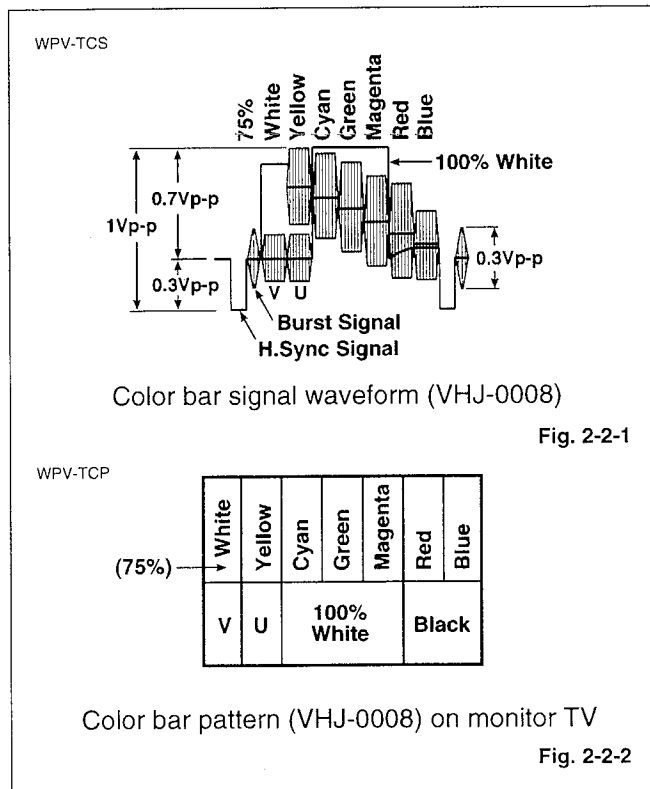 WPV-TCS
75%
White
Yellow
Cyan
Green
Magenta
Red
Blue
100% White
0.7Vp-p
1Vp-p
0.3Vp-p
0.3Vp-p
V U
Burst Signal
H.Sync Signal
Color bar signal waveform (VHJ-0008)
Fig. 2-2-1
WPV-TCP
White
Yellow
Cyan
Green
Magenta
Red
Blue
(75%)
V
U
100%
White
Black
Color bar pattern (VHJ-0008) on monitor TV
Fig. 2-2-2